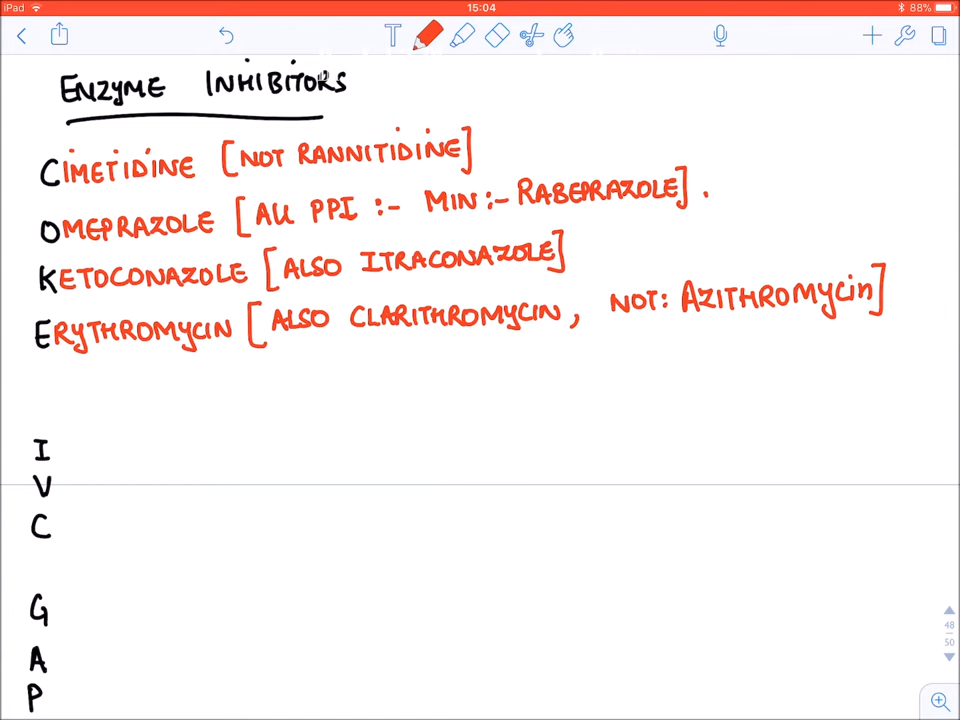 iPad 15:04 88%
T
ENZYME INHIBITORS
CIMETIDINE [NOT RANNITIDINE]
OMEPRAZOLE [All PPI :- MIN :- RABEPRAZOLE].
KETOCONAZOLE [ALSO ITRACONAZOLE]
ERYTHROMYCIN [ALSO CLARITHROMYCIN, NOT: AZITHROMYCIN]
I
V
C
G
A
P
48
50